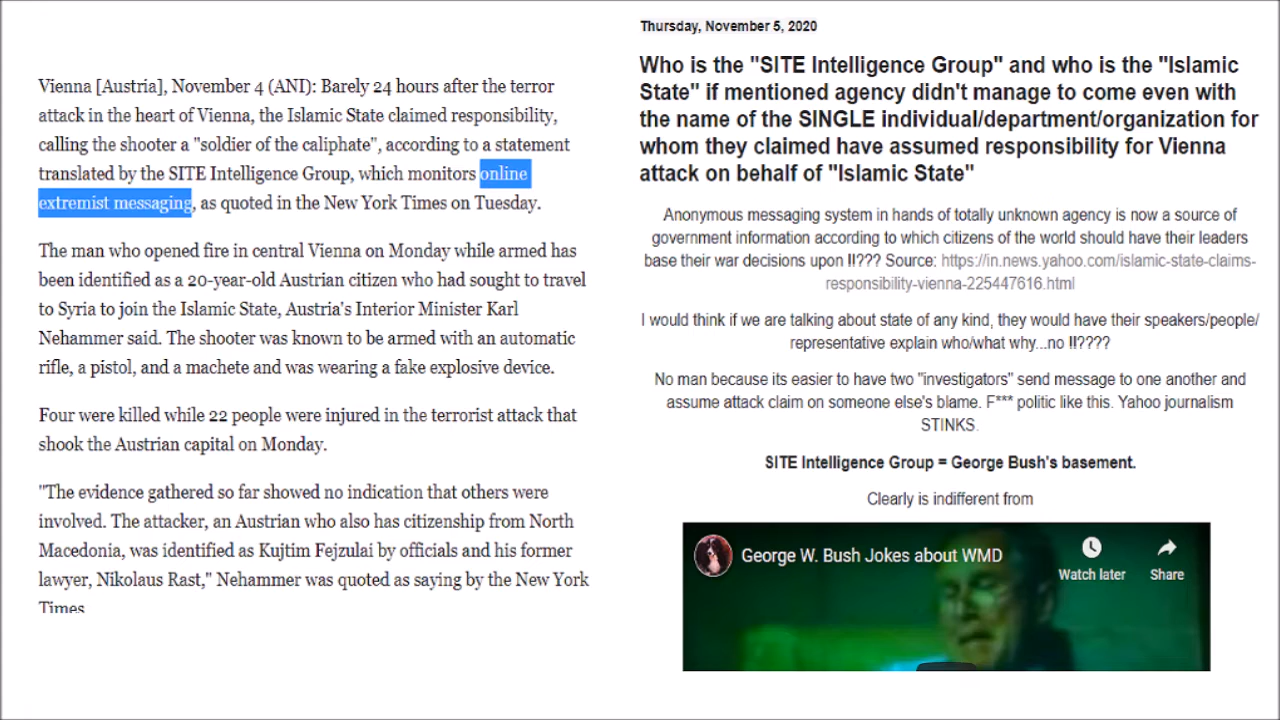 Vienna [Austria], November 4 (ANI): Barely 24 hours after the terror
attack in the heart of Vienna, the Islamic State claimed responsibility,
calling the shooter a "soldier of the caliphate", according to a statement
translated by the SITE Intelligence Group, which monitors online
extremist messaging, as quoted in the New York Times on Tuesday.
The man who opened fire in central Vienna on Monday while armed has
been identified as a 20-year-old Austrian citizen who had sought to travel
to Syria to join the Islamic State, Austria's Interior Minister Karl
Nehammer said. The shooter was known to be armed with an automatic
rifle, a pistol, and a machete and was wearing a fake explosive device.
Four were killed while 22 people were injured in the terrorist attack that
shook the Austrian capital on Monday.
"The evidence gathered so far showed no indication that others were
involved. The attacker, an Austrian who also has citizenship from North
Macedonia, was identified as Kujtim Fejzulai by officials and his former
lawyer, Nikolaus Rast," Nehammer was quoted as saying by the New York
Times
Thursday, November 5, 2020
Who is the "SITE Intelligence Group" and who is the "Islamic
State" if mentioned agency didn't manage to come even with
the name of the SINGLE individual/department/organization for
whom they claimed have assumed responsibility for Vienna
attack on behalf of "Islamic State"
Anonymous messaging system in hands of totally unknown agency is now a source of
government information according to which citizens of the world should have their leaders
base their war decisions upon !!??? Source: https://in.news.yahoo.com/islamic-state-claims-
responsibility-vienna-225447616.html
I would think if we are talking about state of any kind, they would have their speakers/people/
representative explain who/what why...no !!????
No man because its easier to have two "investigators" send message to one another and
assume attack claim on someone else's blame. F*** politic like this. Yahoo journalism
STINKS.
SITE Intelligence Group = George Bush's basement.
Clearly is indifferent from
George W. Bush Jokes about WMD
Watch later
Share